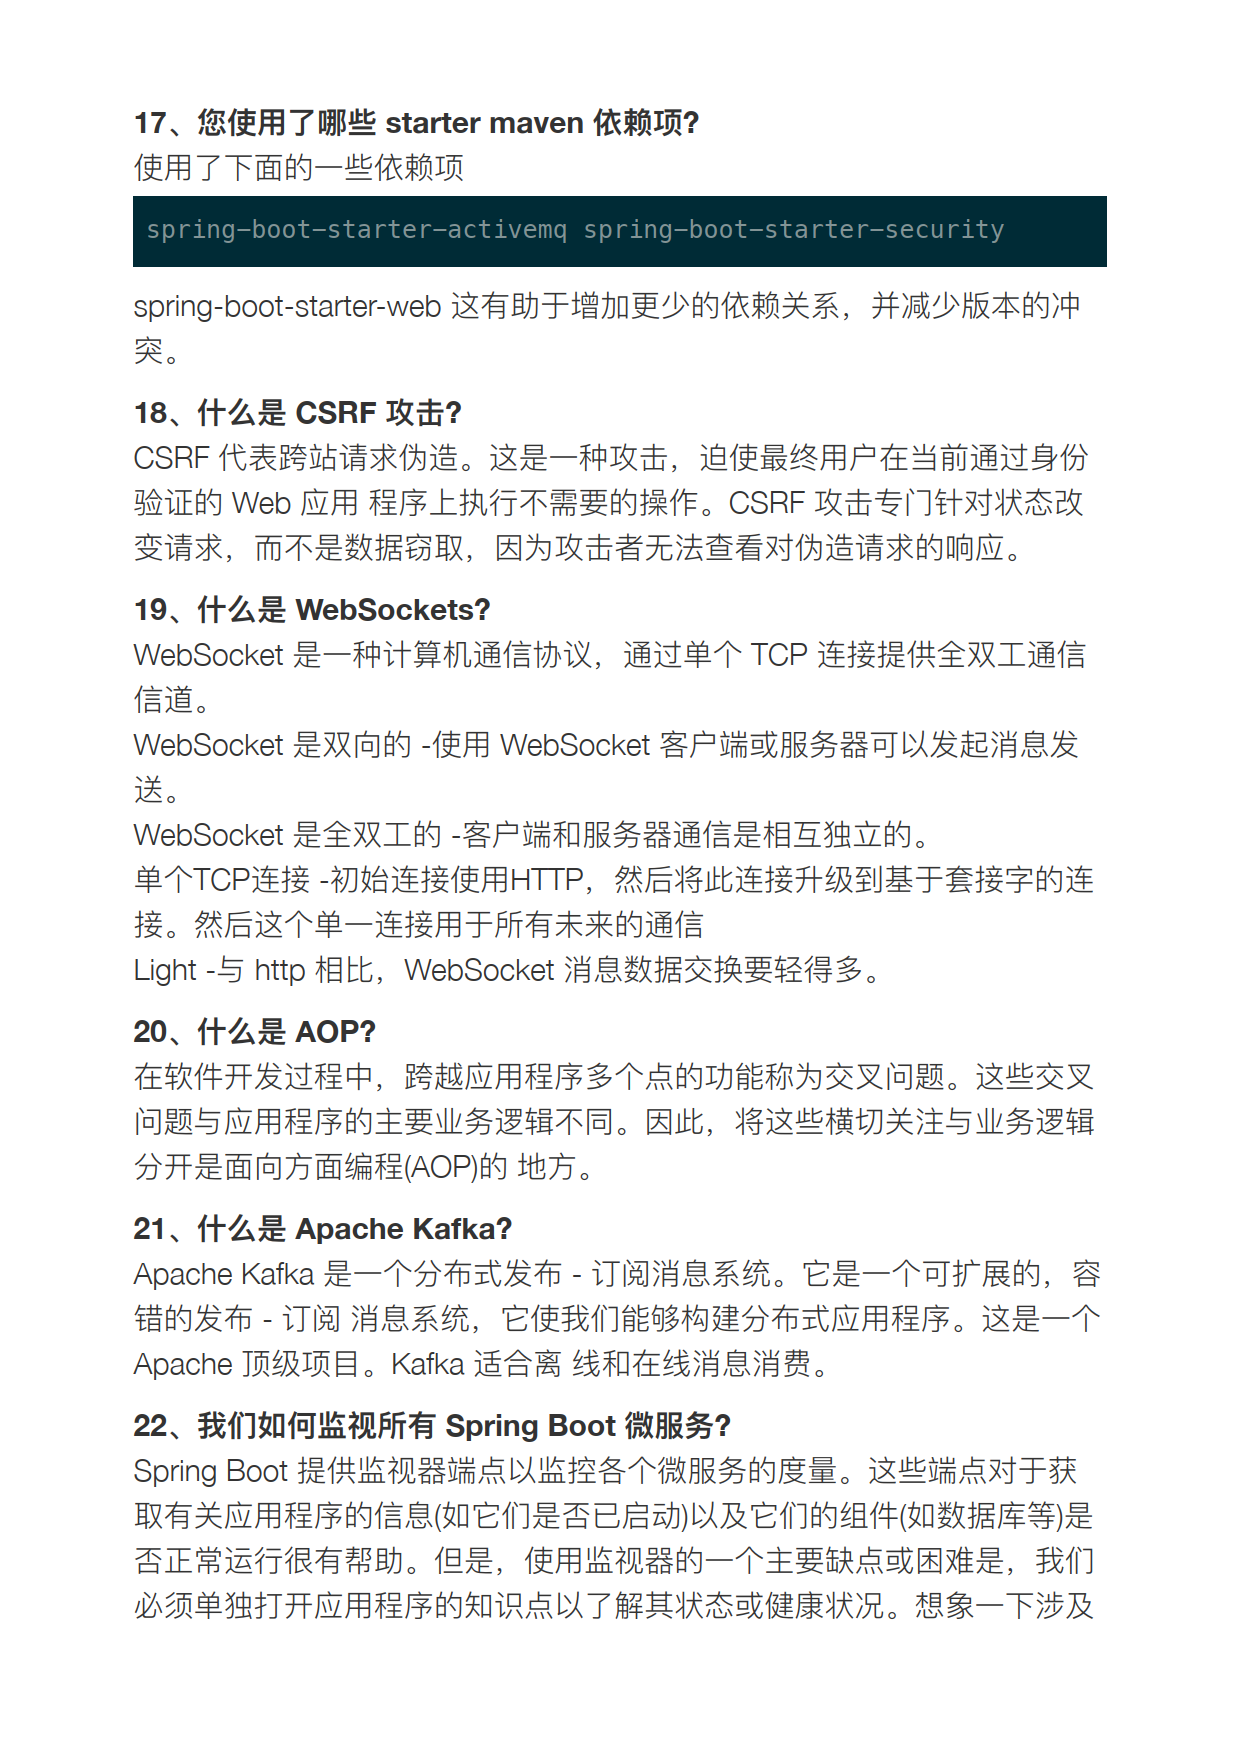 17、您使用了哪些 starter maven 依赖项?
使用了下面的一些依赖项
spring-boot-starter-activemq spring-boot-starter-security
spring-boot-starter-web 这有助于增加更少的依赖关系，并减少版本的冲
突。
18、什么是 CSRF 攻击?
CSRF 代表跨站请求伪造。这是一种攻击，迫使最终用户在当前通过身份
验证的 Web 应用 程序上执行不需要的操作。CSRF 攻击专门针对状态改
变请求，而不是数据窃取，因为攻击者无法查看对伪造请求的响应。
19、什么是 WebSockets?
WebSocket 是一种计算机通信协议，通过单个 TCP 连接提供全双工通信
信道。
WebSocket 是双向的 -使用 WebSocket 客户端或服务器可以发起消息发
送。
WebSocket 是全双工的 -客户端和服务器通信是相互独立的。
单个TCP连接 -初始连接使用HTTP，然后将此连接升级到基于套接字的连
接。然后这个单一连接用于所有未来的通信
Light -与 http 相比，WebSocket 消息数据交换要轻得多。
20、什么是 AOP?
在软件开发过程中，跨越应用程序多个点的功能称为交叉问题。这些交叉
问题与应用程序的主要业务逻辑不同。因此，将这些横切关注与业务逻辑
分开是面向方面编程(AOP)的 地方。
21、什么是 Apache Kafka?
Apache Kafka 是一个分布式发布 - 订阅消息系统。它是一个可扩展的，容
错的发布 - 订阅 消息系统，它使我们能够构建分布式应用程序。这是一个
Apache 顶级项目。Kafka 适合离 线和在线消息消费。
22、我们如何监视所有 Spring Boot 微服务?
Spring Boot 提供监视器端点以监控各个微服务的度量。这些端点对于获
取有关应用程序的信息(如它们是否已启动)以及它们的组件(如数据库等)是
否正常运行很有帮助。但是，使用监视器的一个主要缺点或困难是，我们
必须单独打开应用程序的知识点以了解其状态或健康状况。想象一下涉及